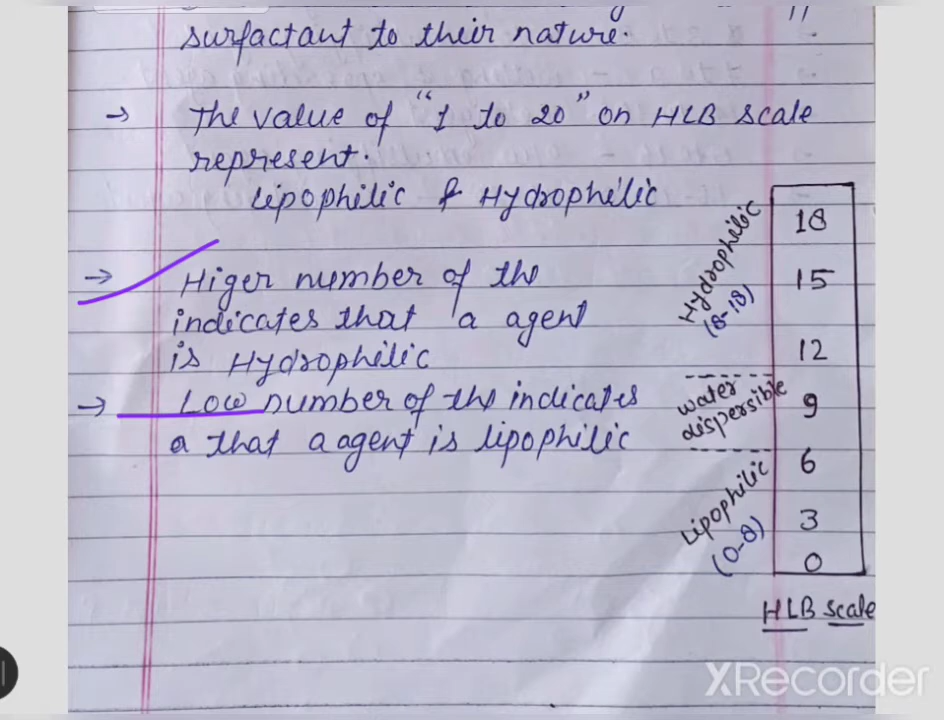 surfactant to their nature.
→ The value of "1 to 20" on HLB scale
represent.
Lipophilic & Hydrophilic
→ Higer number of the
indicates that a agent
is Hydrophilic
→ Low number of the indicates
a that a agent is lipophilic
Hydrophilic
(8-18)
water
dispersible
Lipophilic
(0-8)
18
15
12
9
6
3
0
HLB scale
XRecorder